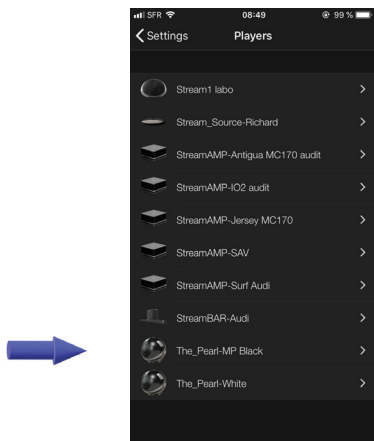 SFR 08:49 99 %
Settings Players
Stream1 labo
Stream_Source-Richard
StreamAMP-Antigua MC170 audit
StreamAMP-IO2 audit
StreamAMP-Jersey MC170
StreamAMP-SAV
StreamAMP-Surf Audi
StreamBAR-Audi
The_Pearl-MP Black
The_Pearl-White